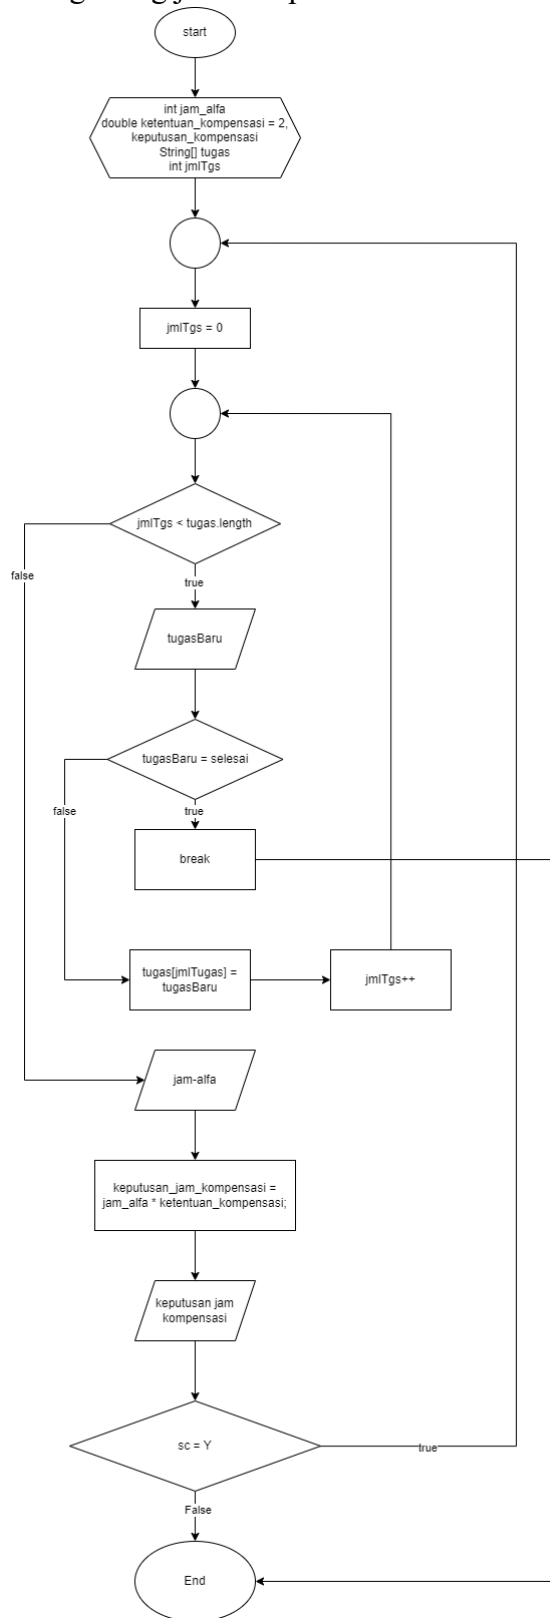 start
int jam_alfa
double ketentuan_kompensasi = 2,
keputusan_kompensasi
String[] tugas
int jmlTgs
jmlTgs = 0
jmlTgs < tugas.length
false
true
tugasBaru
tugasBaru = selesai
false
true
break
tugas[jmlTugas] =
tugasBaru
jmlTgs++
jam-alfa
keputusan_jam_kompensasi =
jam_alfa * ketentuan_kompensasi;
keputusan jam
kompensasi
sc = Y
true
False
End